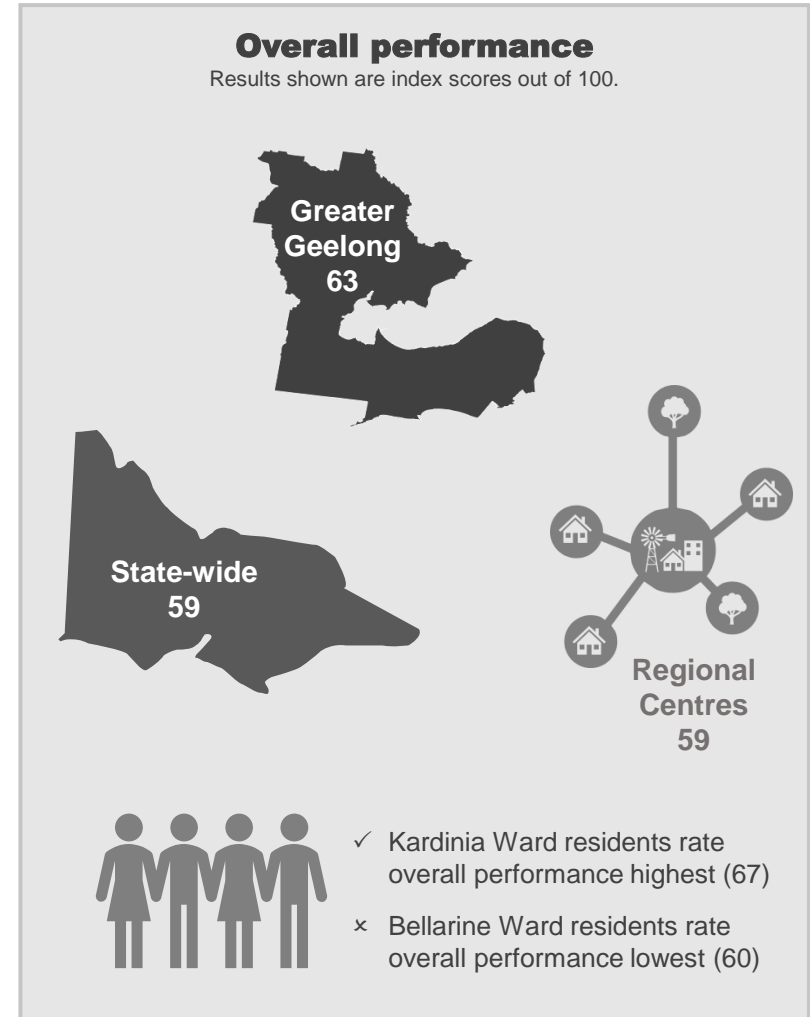 Overall performance
Results shown are index scores out of 100.
Greater
Geelong
63
State-wide
59
Regional
Centres
59
✓ Kardinia Ward residents rate
overall performance highest (67)
× Bellarine Ward residents rate
overall performance lowest (60)